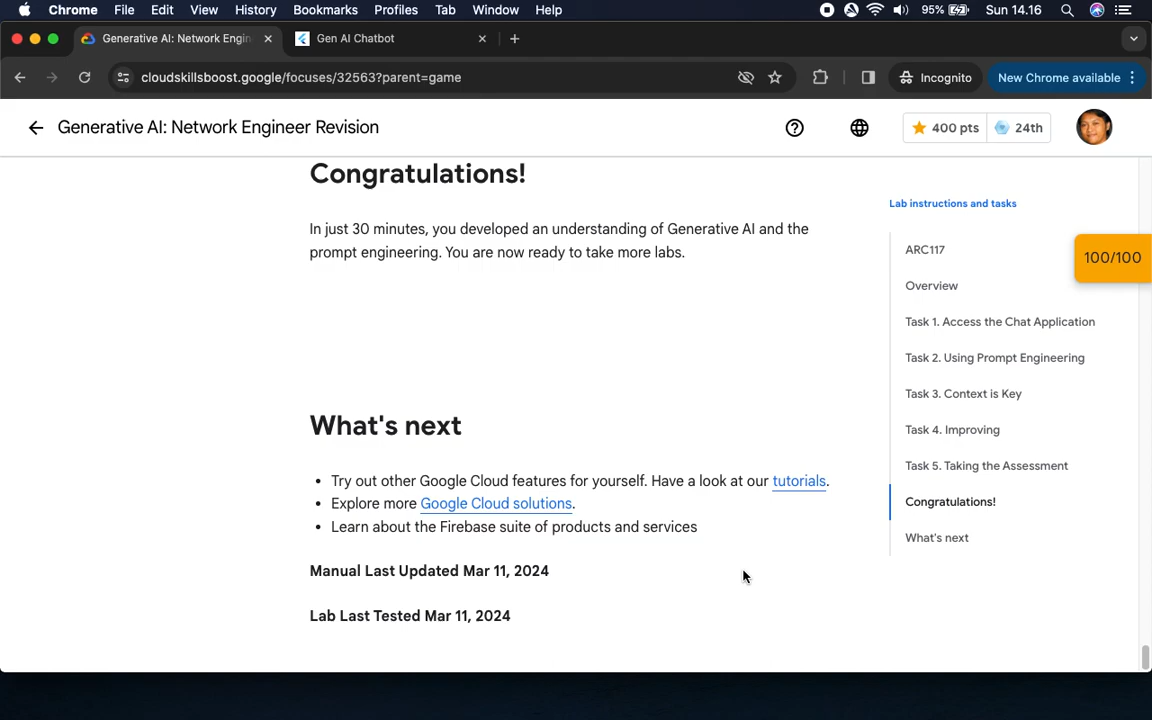 Chrome File Edit View History Bookmarks Profiles Tab Window Help 95% Sun 14.16
Generative AI: Network Engin
Gen AI Chatbot
cloudskillsboost.google/focuses/32563?parent=game
Incognito
New Chrome available
Generative AI: Network Engineer Revision
400 pts
24th
Congratulations!
In just 30 minutes, you developed an understanding of Generative AI and the
prompt engineering. You are now ready to take more labs.
What's next
• Try out other Google Cloud features for yourself. Have a look at our tutorials.
• Explore more Google Cloud solutions.
• Learn about the Firebase suite of products and services
Manual Last Updated Mar 11, 2024
Lab Last Tested Mar 11, 2024
Lab instructions and tasks
ARC117
Overview
Task 1. Access the Chat Application
Task 2. Using Prompt Engineering
Task 3. Context is Key
Task 4. Improving
Task 5. Taking the Assessment
Congratulations!
What's next
100/100